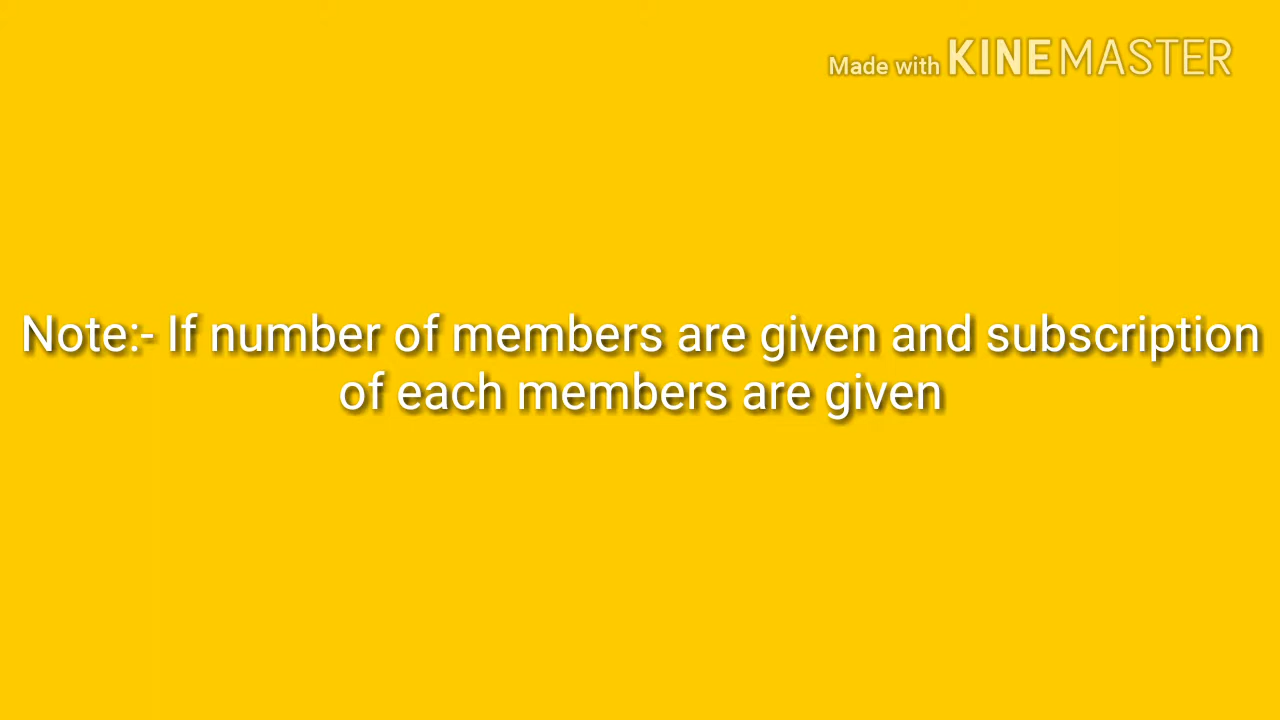 Made with KINEMASTER
Note:- If number of members are given and subscription
of each members are given